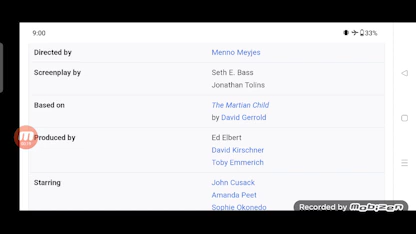 9:00
33%
Directed by Menno Meyjes
Screenplay by Seth E. Bass
Jonathan Tolins
Based on The Martian Child
by David Gerrold
Produced by Ed Elbert
David Kirschner
Toby Emmerich
Starring John Cusack
Amanda Peet
Sophie Okonedo
Recorded by Mobizen